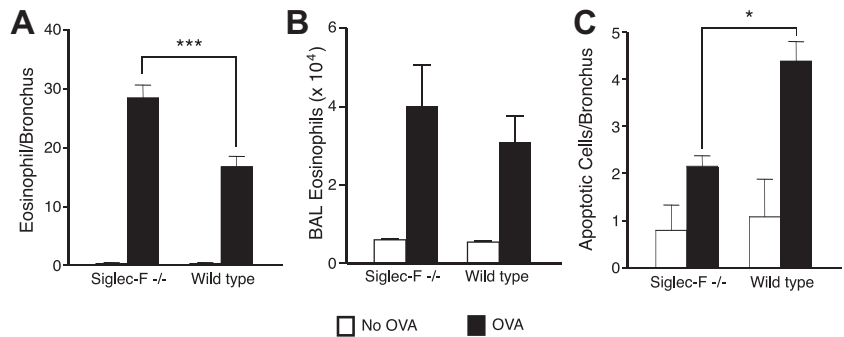 A
Eosinophil/Bronchus
40
30
20
10
0
***
Siglec-F -/-
Wild type
B
BAL Eosinophils (x 10⁴)
6
4
2
0
Siglec-F -/-
Wild type
C
Apoptotic Cells/Bronchus
5
4
3
2
1
0
*
Siglec-F -/-
Wild type
No OVA
OVA